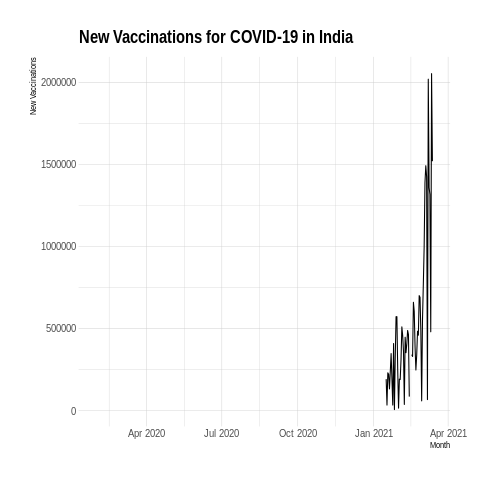 New Vaccinations for COVID-19 in India
New Vaccinations
2000000
1500000
1000000
500000
0
Apr 2020 Jul 2020 Oct 2020 Jan 2021 Apr 2021
Month